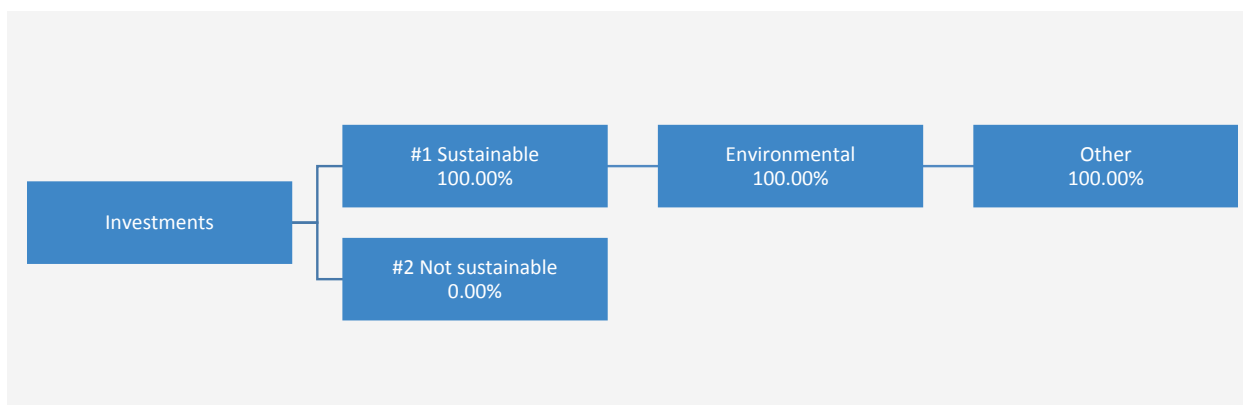 Investments
#1 Sustainable
100.00%
Environmental
100.00%
Other
100.00%
#2 Not sustainable
0.00%